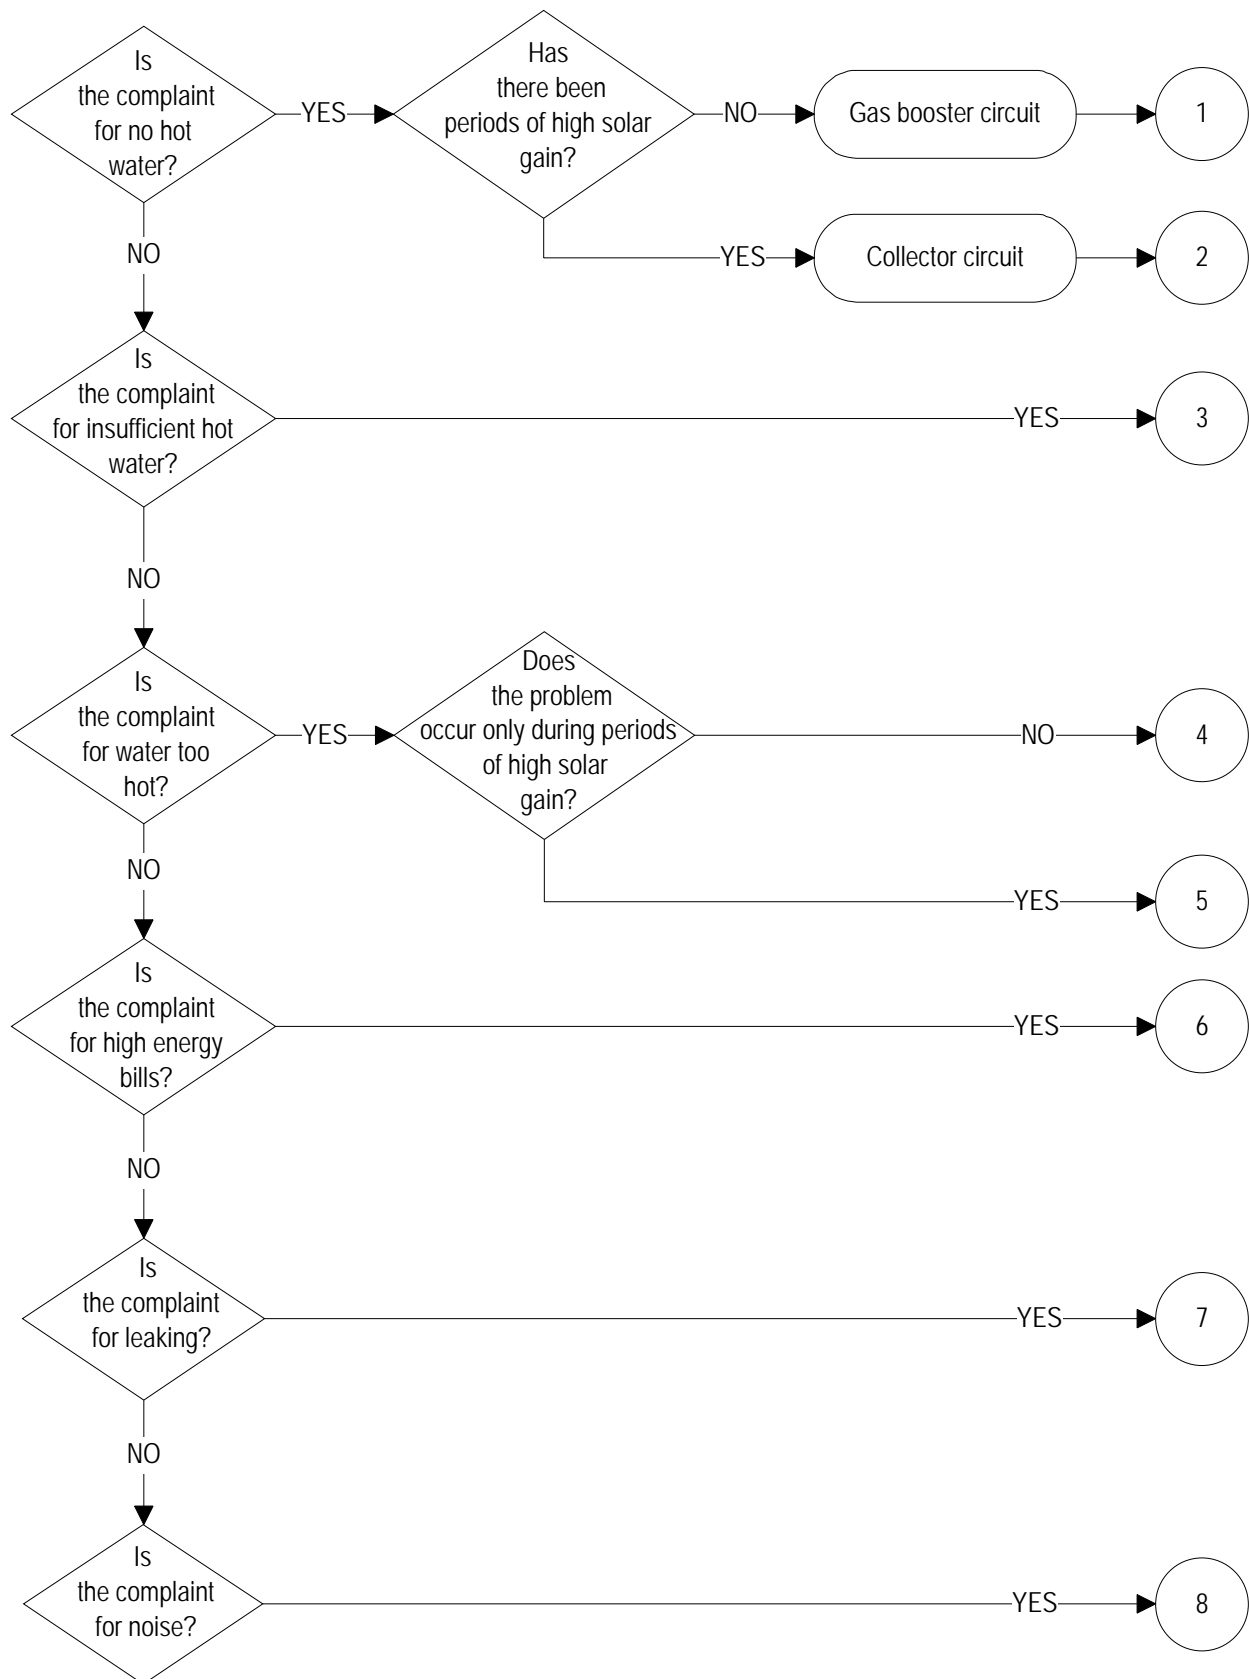 Is
the complaint
for no hot
water?
YES
Has
there been
periods of high solar
gain?
NO
Gas booster circuit
1
YES
Collector circuit
2
NO
Is
the complaint
for insufficient hot
water?
YES
3
NO
Is
the complaint
for water too
hot?
YES
Does
the problem
occur only during periods
of high solar
gain?
NO
4
YES
5
NO
Is
the complaint
for high energy
bills?
YES
6
NO
Is
the complaint
for leaking?
YES
7
NO
Is
the complaint
for noise?
YES
8